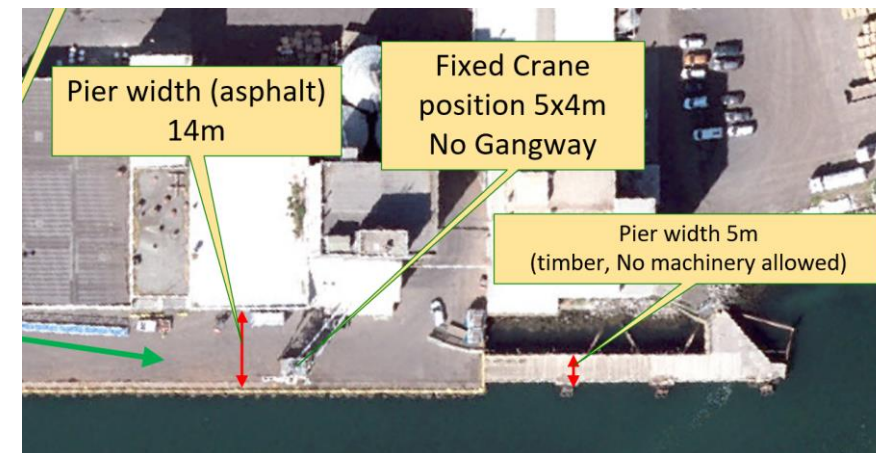 Pier width (asphalt)
14m
Fixed Crane
position 5x4m
No Gangway
Pier width 5m
(timber, No machinery allowed)